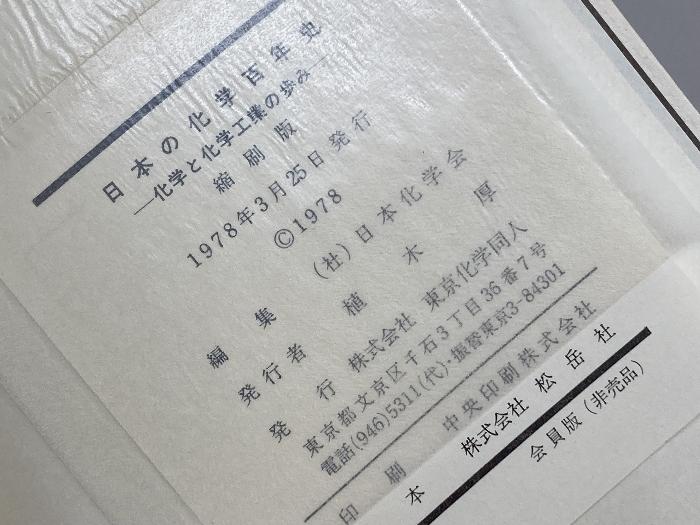 日本の化学百年史
—化学と化学工業の歩み—
縮刷版
1978年3月25日発行
©1978
編集 (社)日本化学会
発行者 植木厚
発行 株式会社 東京化学同人
東京都文京区千石3丁目36番7号
電話(946)5311(代)・振替東京3-84301
印刷 中央印刷株式会社
本 株式会社 松岳社
会員版(非売品)